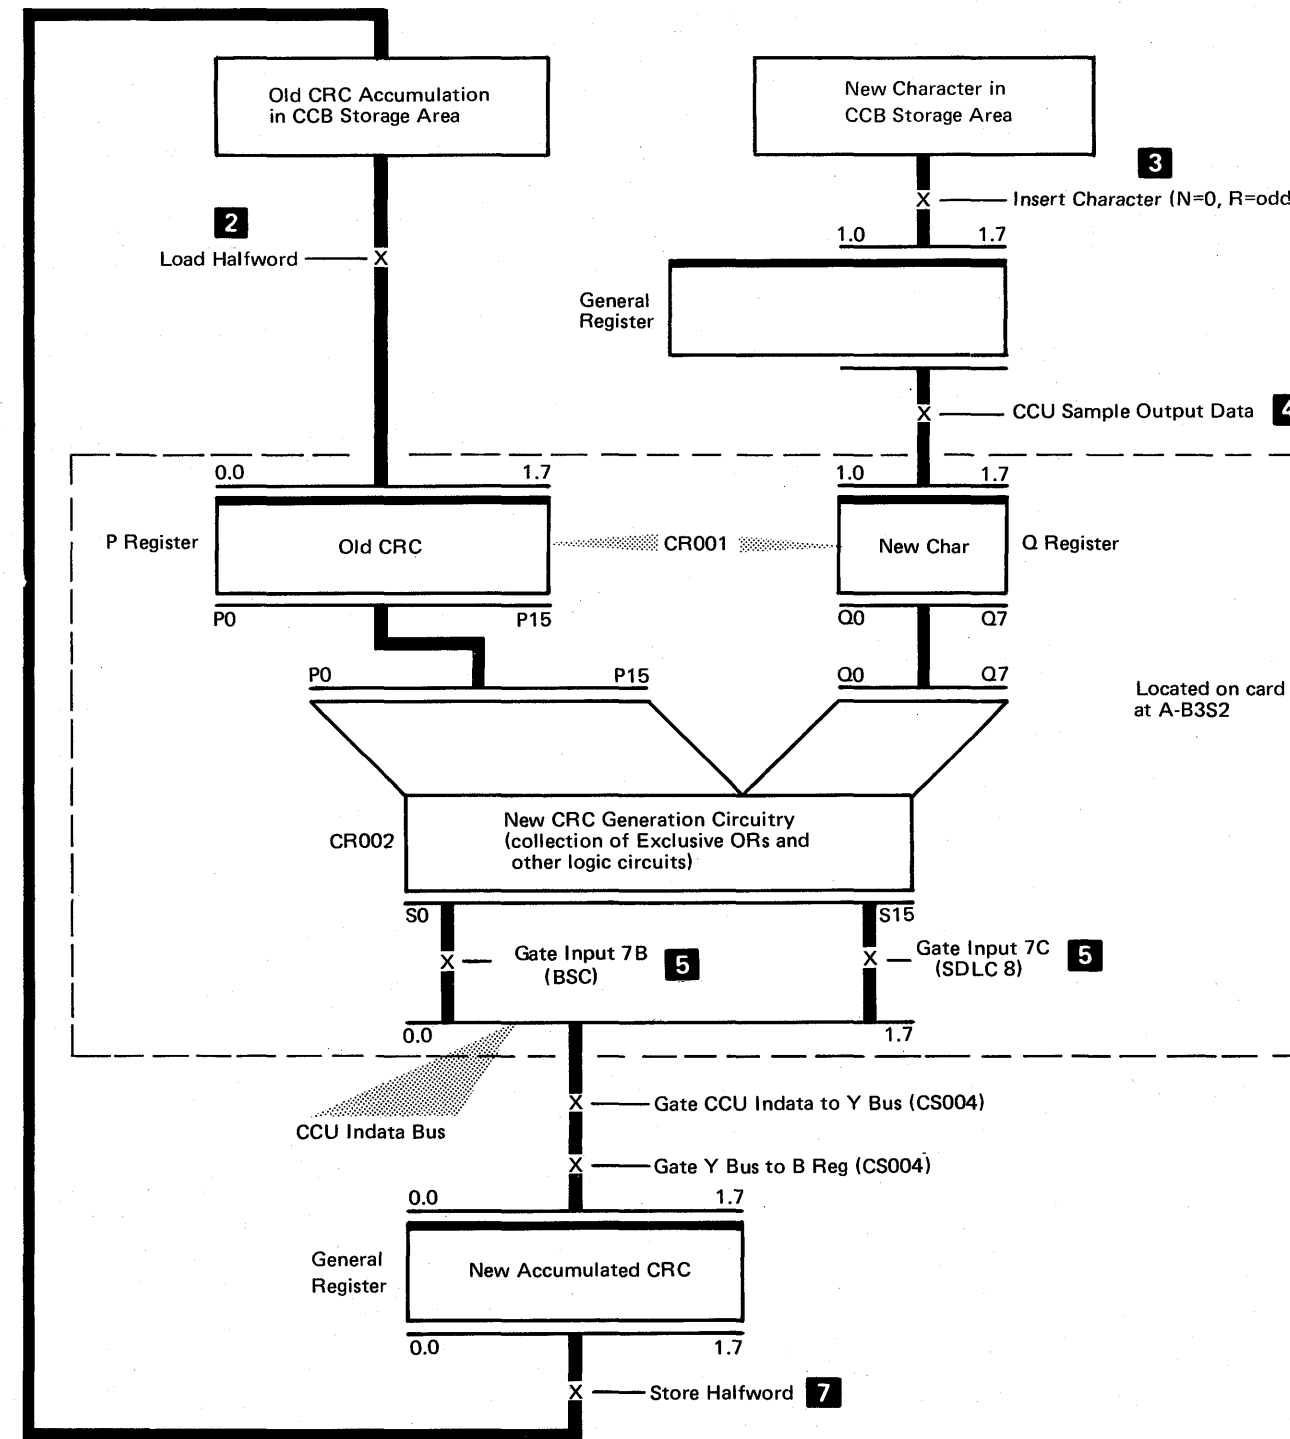 Old CRC Accumulation
in CCB Storage Area
New Character in
CCB Storage Area
3
Insert Character (N=0, R=odd
2
Load Halfword
X
X
1.0 1.7
General
Register
X
CCU Sample Output Data 4
0.0 1.7
1.0 1.7
P Register
Old CRC
CR001
New Char
Q Register
P0 P15
Q0 Q7
P0 P15
Q0 Q7
Located on card
at A-B3S2
CR002
New CRC Generation Circuitry
(collection of Exclusive ORs and
other logic circuits)
S0 S15
X
Gate Input 7B
(BSC)
5
X
Gate Input 7C
(SDLC 8)
5
0.0 1.7
CCU Indata Bus
X
Gate CCU Indata to Y Bus (CS004)
X
Gate Y Bus to B Reg (CS004)
0.0 1.7
General
Register
New Accumulated CRC
0.0 1.7
X
Store Halfword 7